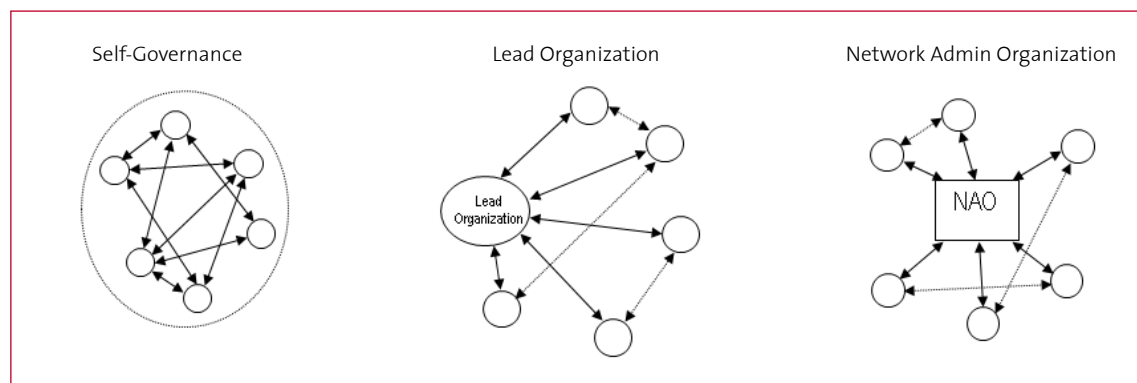 Self-Governance
Lead Organization
Network Admin Organization
Lead
Organization
NAO